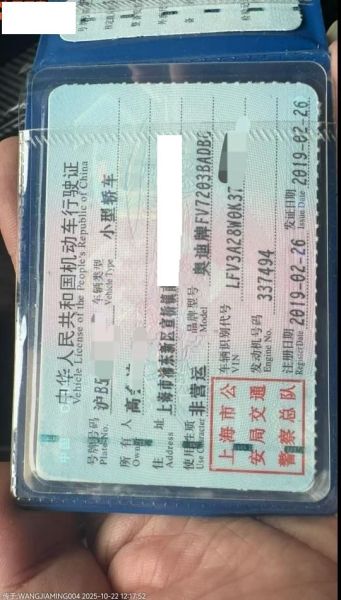 中华人民共和国机动车行驶证
Vehicle License of the People's Republic of China
号牌号码 沪B5 车辆类型 小型轿车
Plate No. Vehicle Type
所有人 高
Owner
住址 上海市浦东新区宣桥镇
Address
使用性质 非营运 品牌型号 奥迪牌FV7203BADBG
Use Character Model
车辆识别代号 LFV3A28W0K37
VIN
上海市公安局交通警察总队
发动机号码 337494
Engine No.
注册日期 2019-02-26 发证日期 2019-02-26
Register Date Issue Date
传于:WANGJIAMING004 2025-10-22 12:17:52